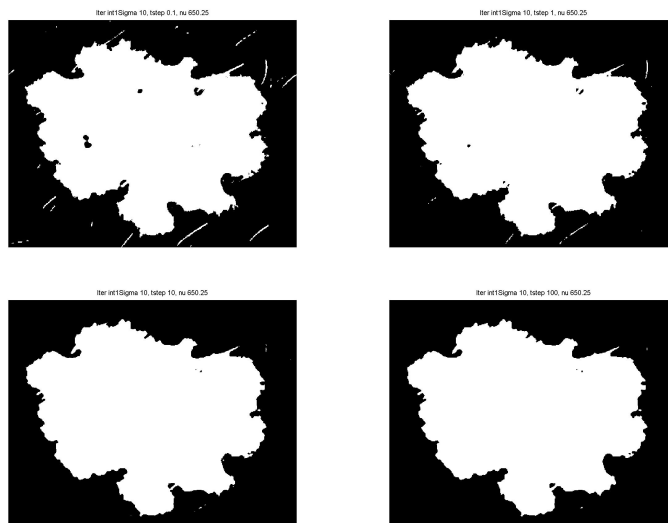 Iter int1Sigma 10, tstep 0.1, nu 650.25
Iter int1Sigma 10, tstep 1, nu 650.25
Iter int1Sigma 10, tstep 10, nu 650.25
Iter int1Sigma 10, tstep 100, nu 650.25